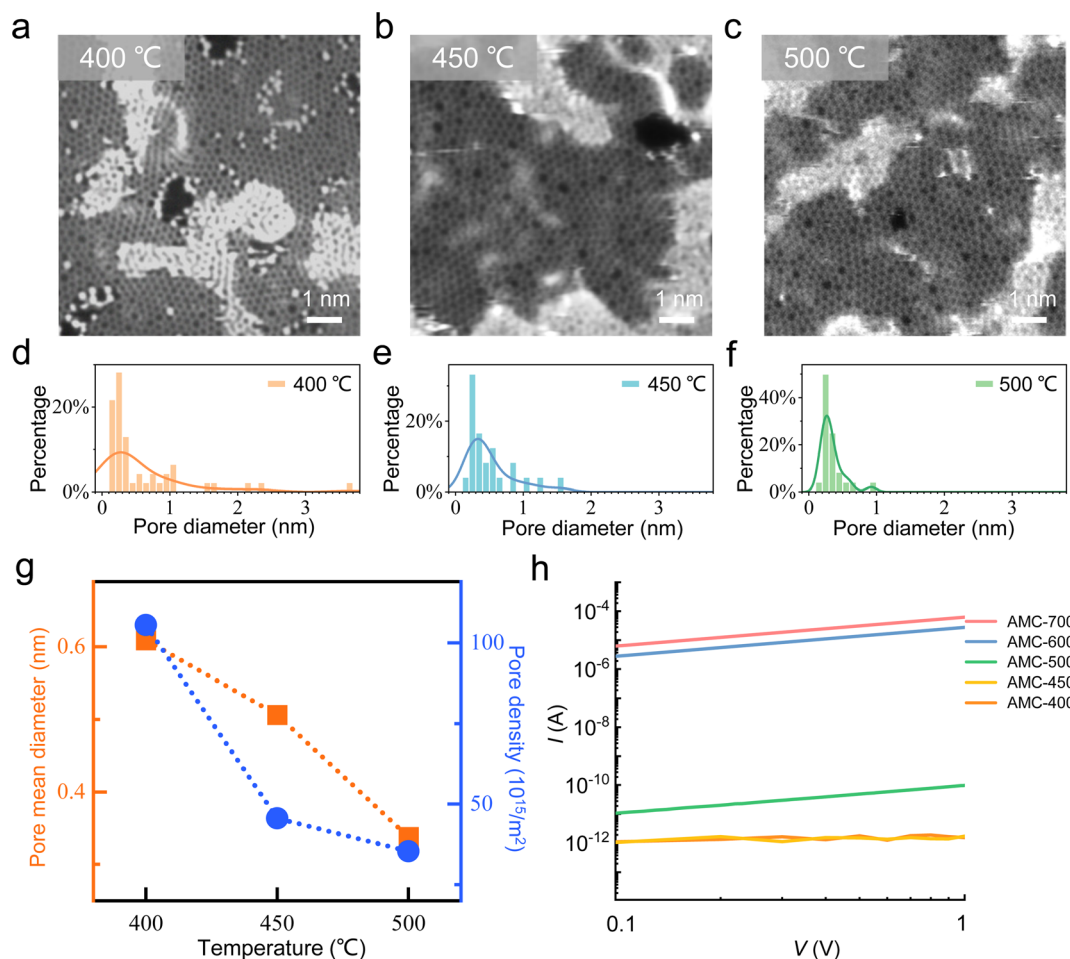 a
400 ℃
1 nm
b
450 ℃
1 nm
c
500 ℃
1 nm
d
Percentage
20%
0%
400 ℃
0 1 2 3
Pore diameter (nm)
e
Percentage
20%
0%
450 ℃
0 1 2 3
Pore diameter (nm)
f
Percentage
40%
20%
0%
500 ℃
0 1 2 3
Pore diameter (nm)
g
Pore mean diameter (nm)
0.6
0.4
100
50
Pore density (10¹⁵/m²)
400 450 500
Temperature (℃)
h
I (A)
10⁻⁴
10⁻⁶
10⁻⁸
10⁻¹⁰
10⁻¹²
0.1 1
V (V)
AMC-700
AMC-600
AMC-500
AMC-450
AMC-400